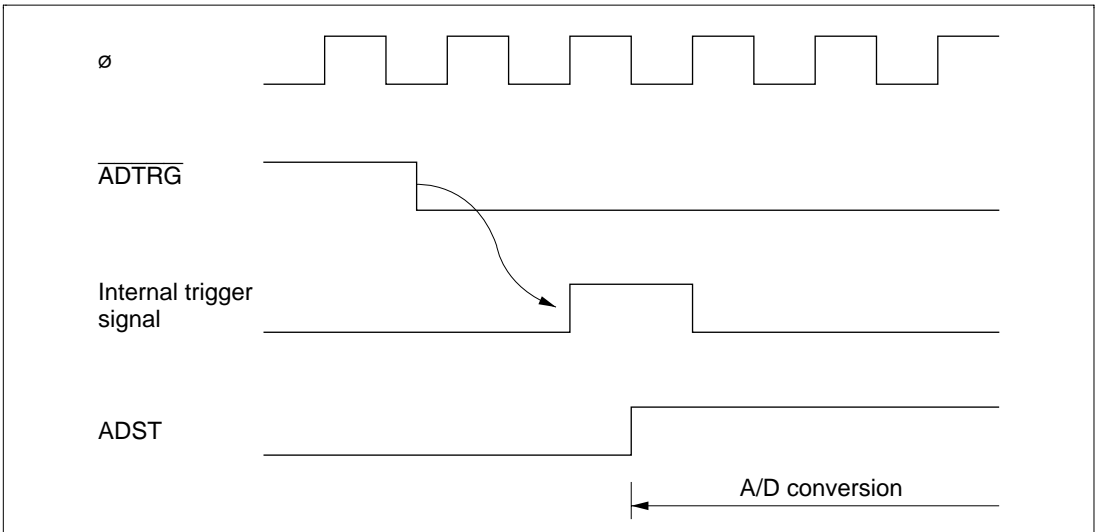 ø
ADTRG
Internal trigger
signal
ADST
A/D conversion